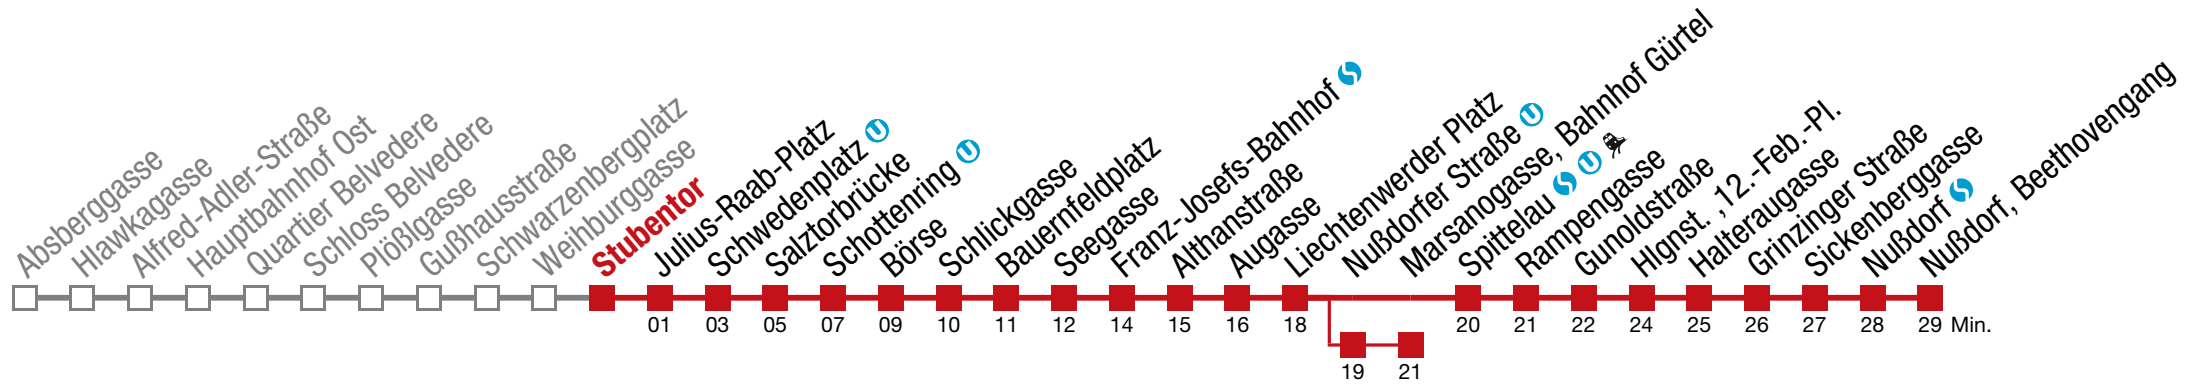 Absberggasse
Hlawkagasse
Alfred-Adler-Straße
Hauptbahnhof Ost
Quartier Belvedere
Schloss Belvedere
Plößlgasse
Gußhausstraße
Schwarzenbergplatz
Weihburggasse
Stubentor
Julius-Raab-Platz
Schwedenplatz U
Salztorbrücke
Schottenring U
Börse
Schlickgasse
Bauernfeldplatz
Seegasse
Franz-Josefs-Bahnhof S
Althanstraße
Augasse
Liechtenwerder Platz
Nußdorfer Straße U
Marsanogasse, Bahnhof Gürtel
Spittelau S U
Rampengasse
Gunoldstraße
Hlgnst. ,12.-Feb.-Pl.
Halteraugasse
Grinzinger Straße
Sickenberggasse
Nußdorf S
Nußdorf, Beethovengang
01 03 05 07 09 10 11 12 14 15 16 18 20 21 22 24 25 26 27 28 29 Min.
19 21